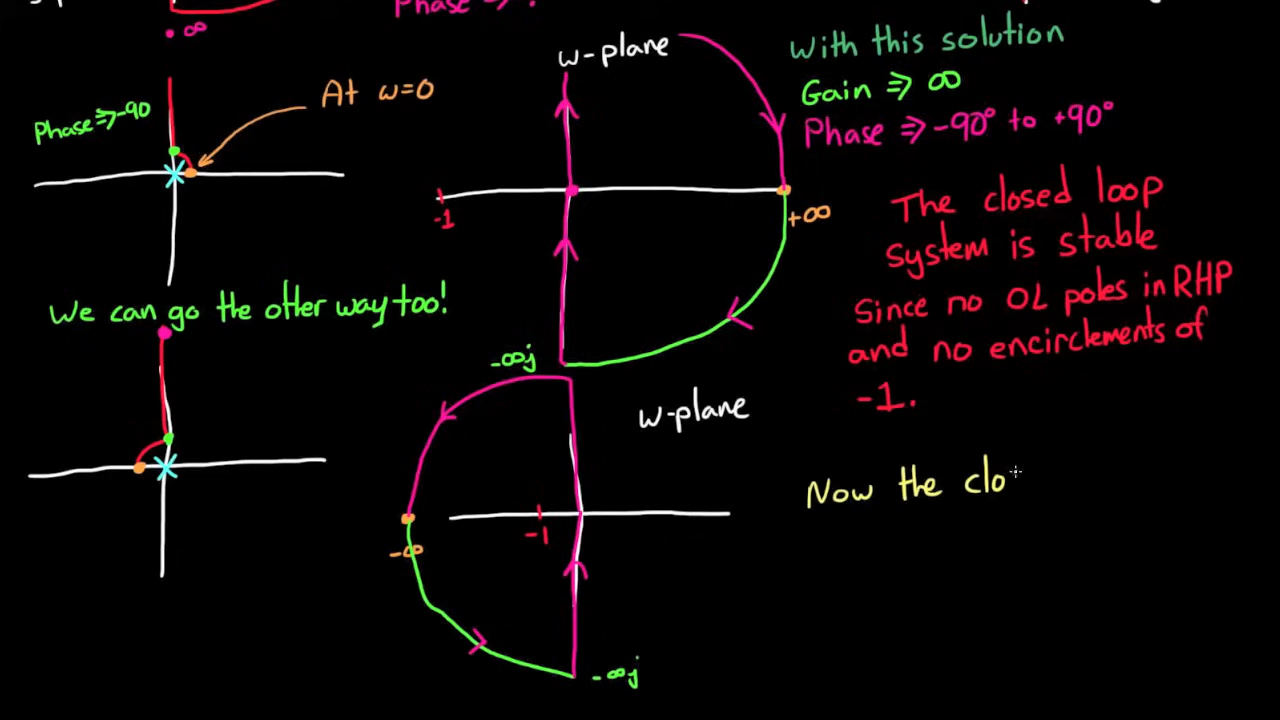 Phase ⇒ ?
∞
w-plane
With this solution
Gain ⇒ ∞
Phase ⇒ -90° to +90°
At ω=0
Phase ⇒ -90
-1
+∞
The closed loop
system is stable
Since no OL poles in RHP
and no encirclements of
-1.
We can go the other way too!
-∞j
w-plane
Now the clo
-1
-∞
-∞j